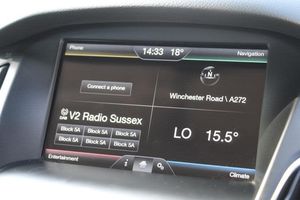 Phone
14:33 18°
Navigation
N
Connect a phone
Winchester Road \ A272
DAB V2 Radio Sussex
Block 5A Block 5A Block 5A
Block 5A Block 5A Block 5A
LO 15.5°
Entertainment
i
Climate